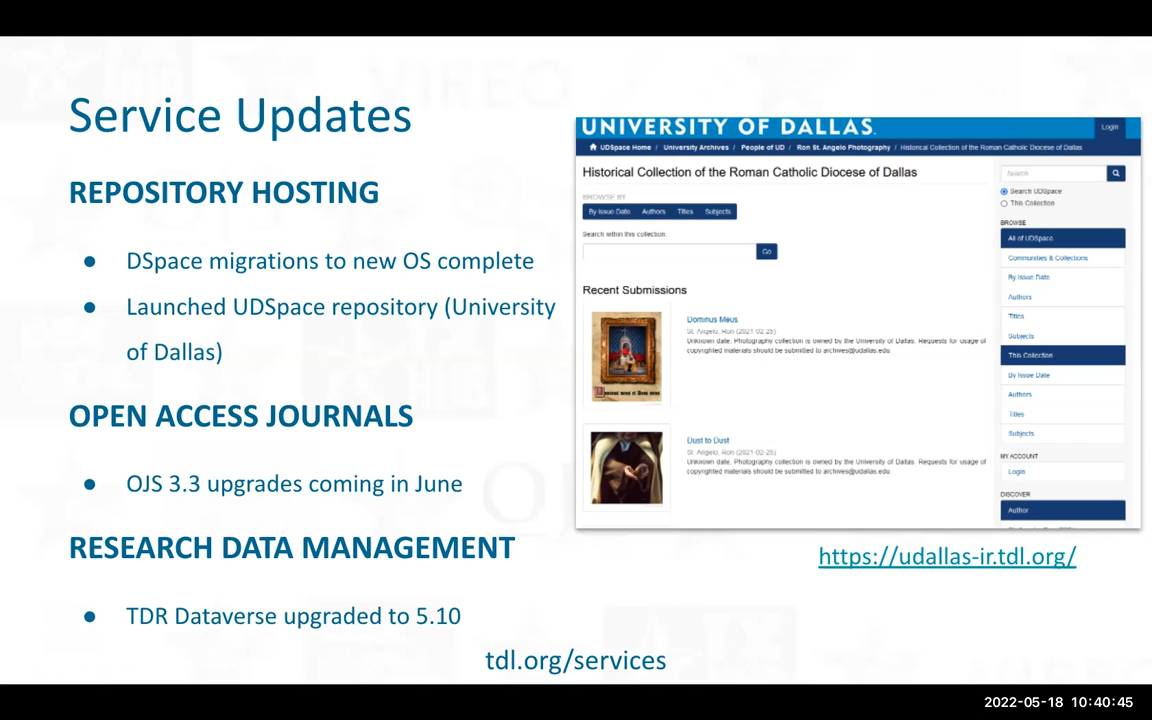 Service Updates
REPOSITORY HOSTING
● DSpace migrations to new OS complete
● Launched UDSpace repository (University
of Dallas)
OPEN ACCESS JOURNALS
● OJS 3.3 upgrades coming in June
RESEARCH DATA MANAGEMENT
● TDR Dataverse upgraded to 5.10
UNIVERSITY OF DALLAS.
Login
UDSpace Home / University Archives / People of UD / Ron St. Angelo Photography / Historical Collection of the Roman Catholic Diocese of Dallas
Historical Collection of the Roman Catholic Diocese of Dallas
BROWSE BY
By Issue Date Authors Titles Subjects
Search within this collection:
Go
Recent Submissions
Dominus Meus
St. Angelo, Ron (2021-02-25)
Unknown date. Photography collection is owned by the University of Dallas. Requests for usage of
copyrighted materials should be submitted to archives@udallas.edu.
Dust to Dust
St. Angelo, Ron (2021-02-25)
Unknown date. Photography collection is owned by the University of Dallas. Requests for usage of
copyrighted materials should be submitted to archives@udallas.edu.
Search
Search UDSpace
This Collection
BROWSE
All of UDSpace
Communities & Collections
By Issue Date
Authors
Titles
Subjects
This Collection
By Issue Date
Authors
Titles
Subjects
MY ACCOUNT
Login
DISCOVER
Author
https://udallas-ir.tdl.org/
tdl.org/services
2022-05-18 10:40:45